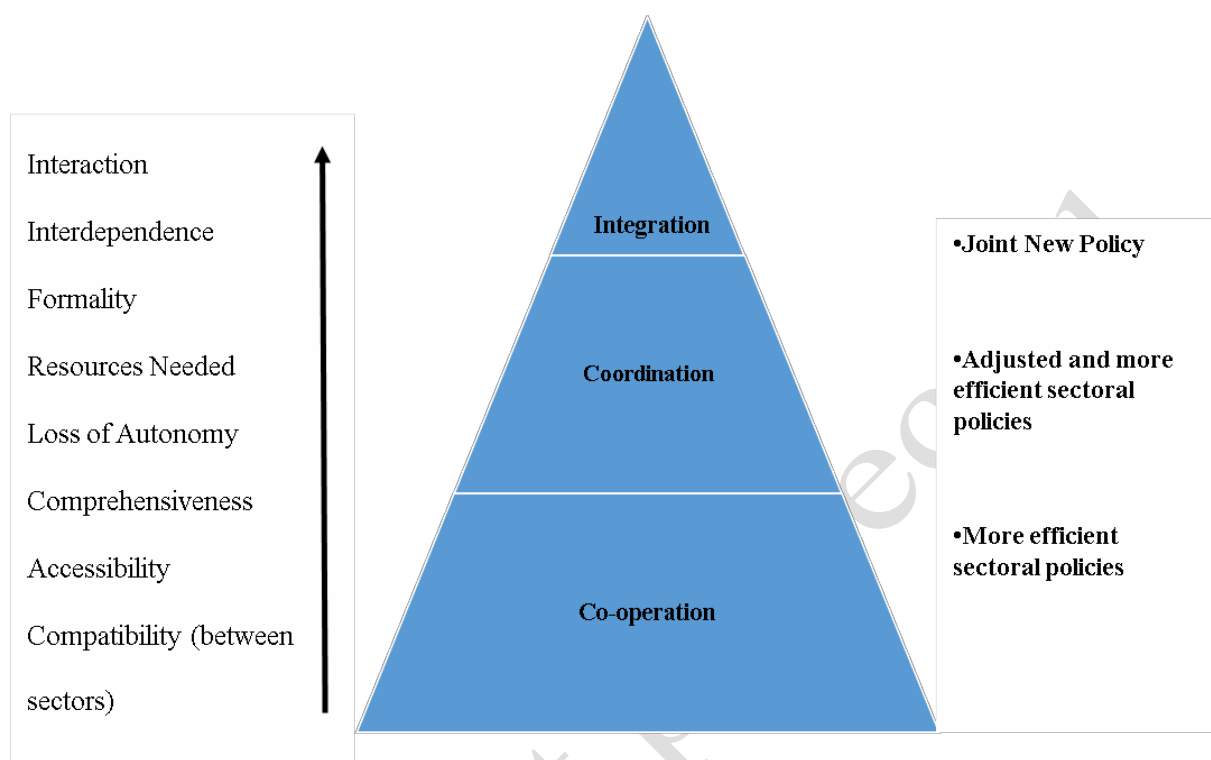 Interaction
Interdependence
Formality
Resources Needed
Loss of Autonomy
Comprehensiveness
Accessibility
Compatibility (between
sectors)
Integration
Coordination
Co-operation
•Joint New Policy
•Adjusted and more
efficient sectoral
policies
•More efficient
sectoral policies